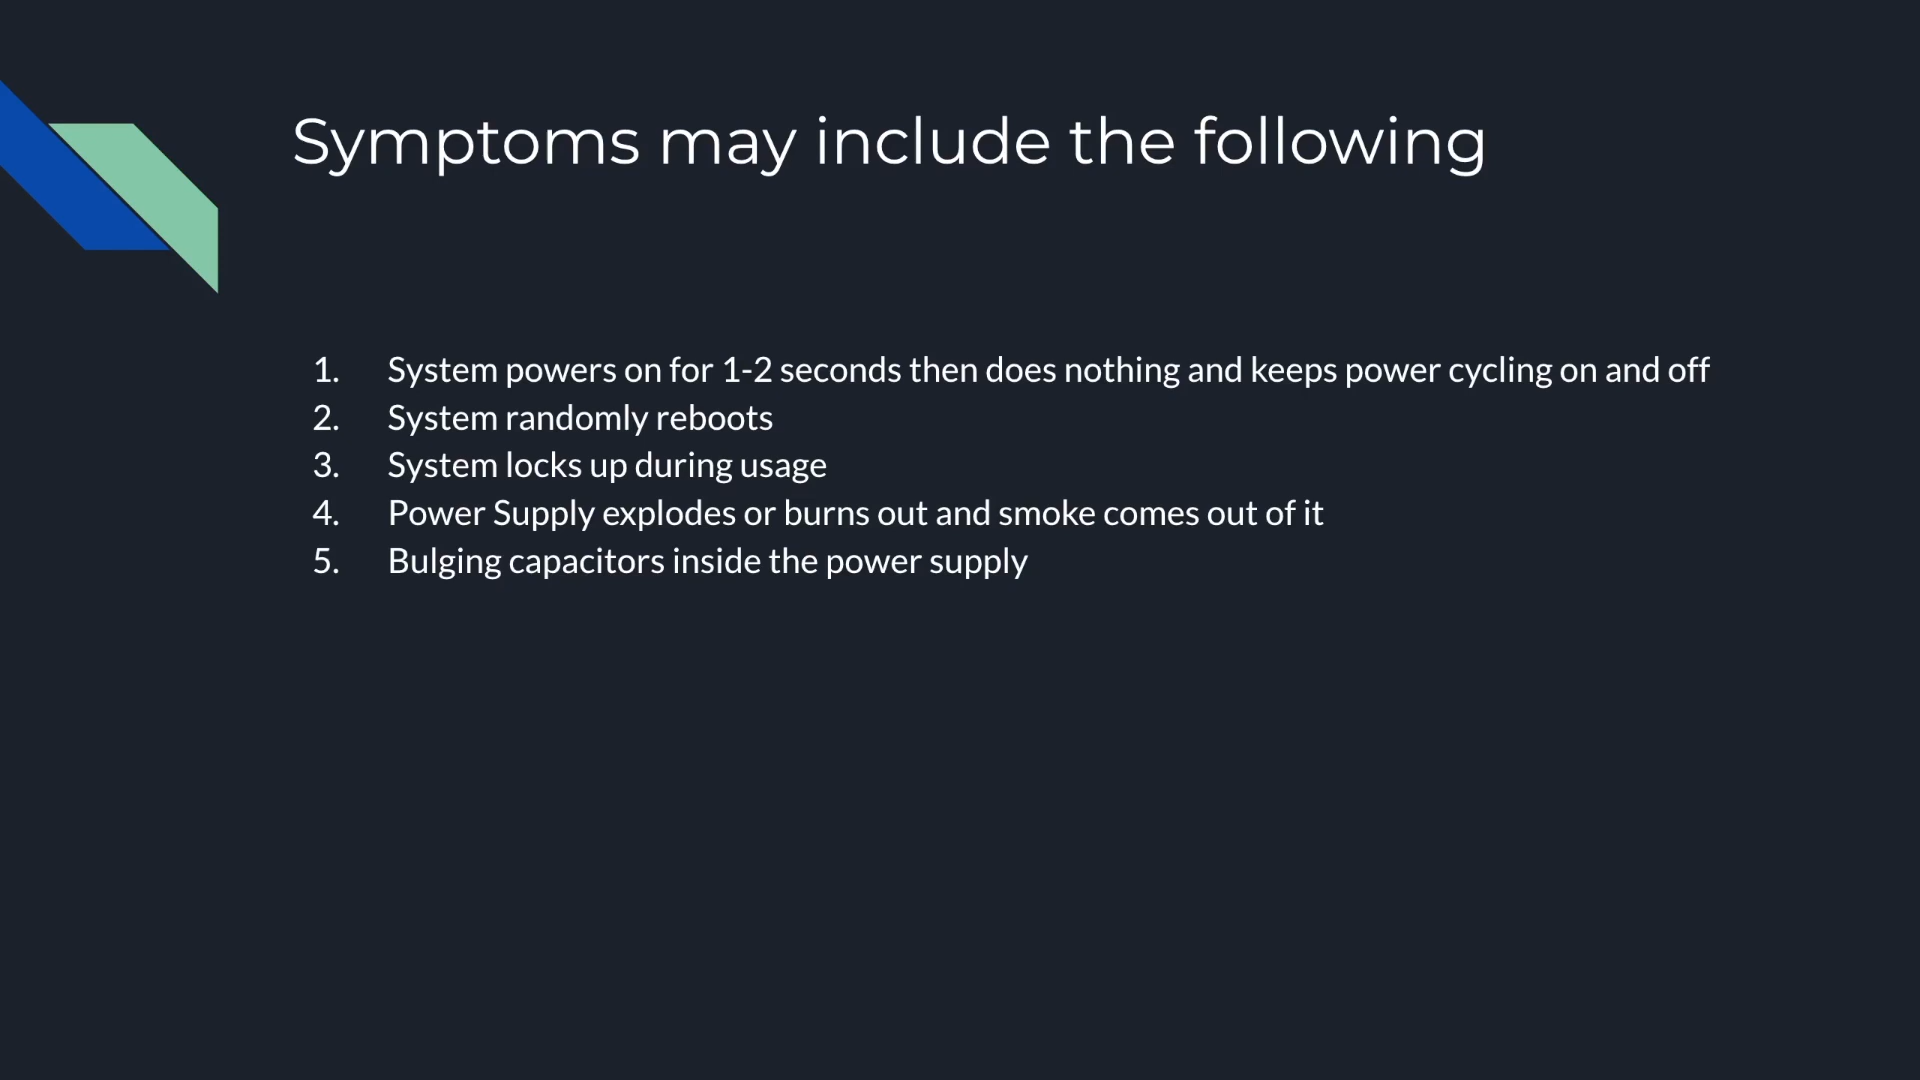 Symptoms may include the following
1. System powers on for 1-2 seconds then does nothing and keeps power cycling on and off
2. System randomly reboots
3. System locks up during usage
4. Power Supply explodes or burns out and smoke comes out of it
5. Bulging capacitors inside the power supply